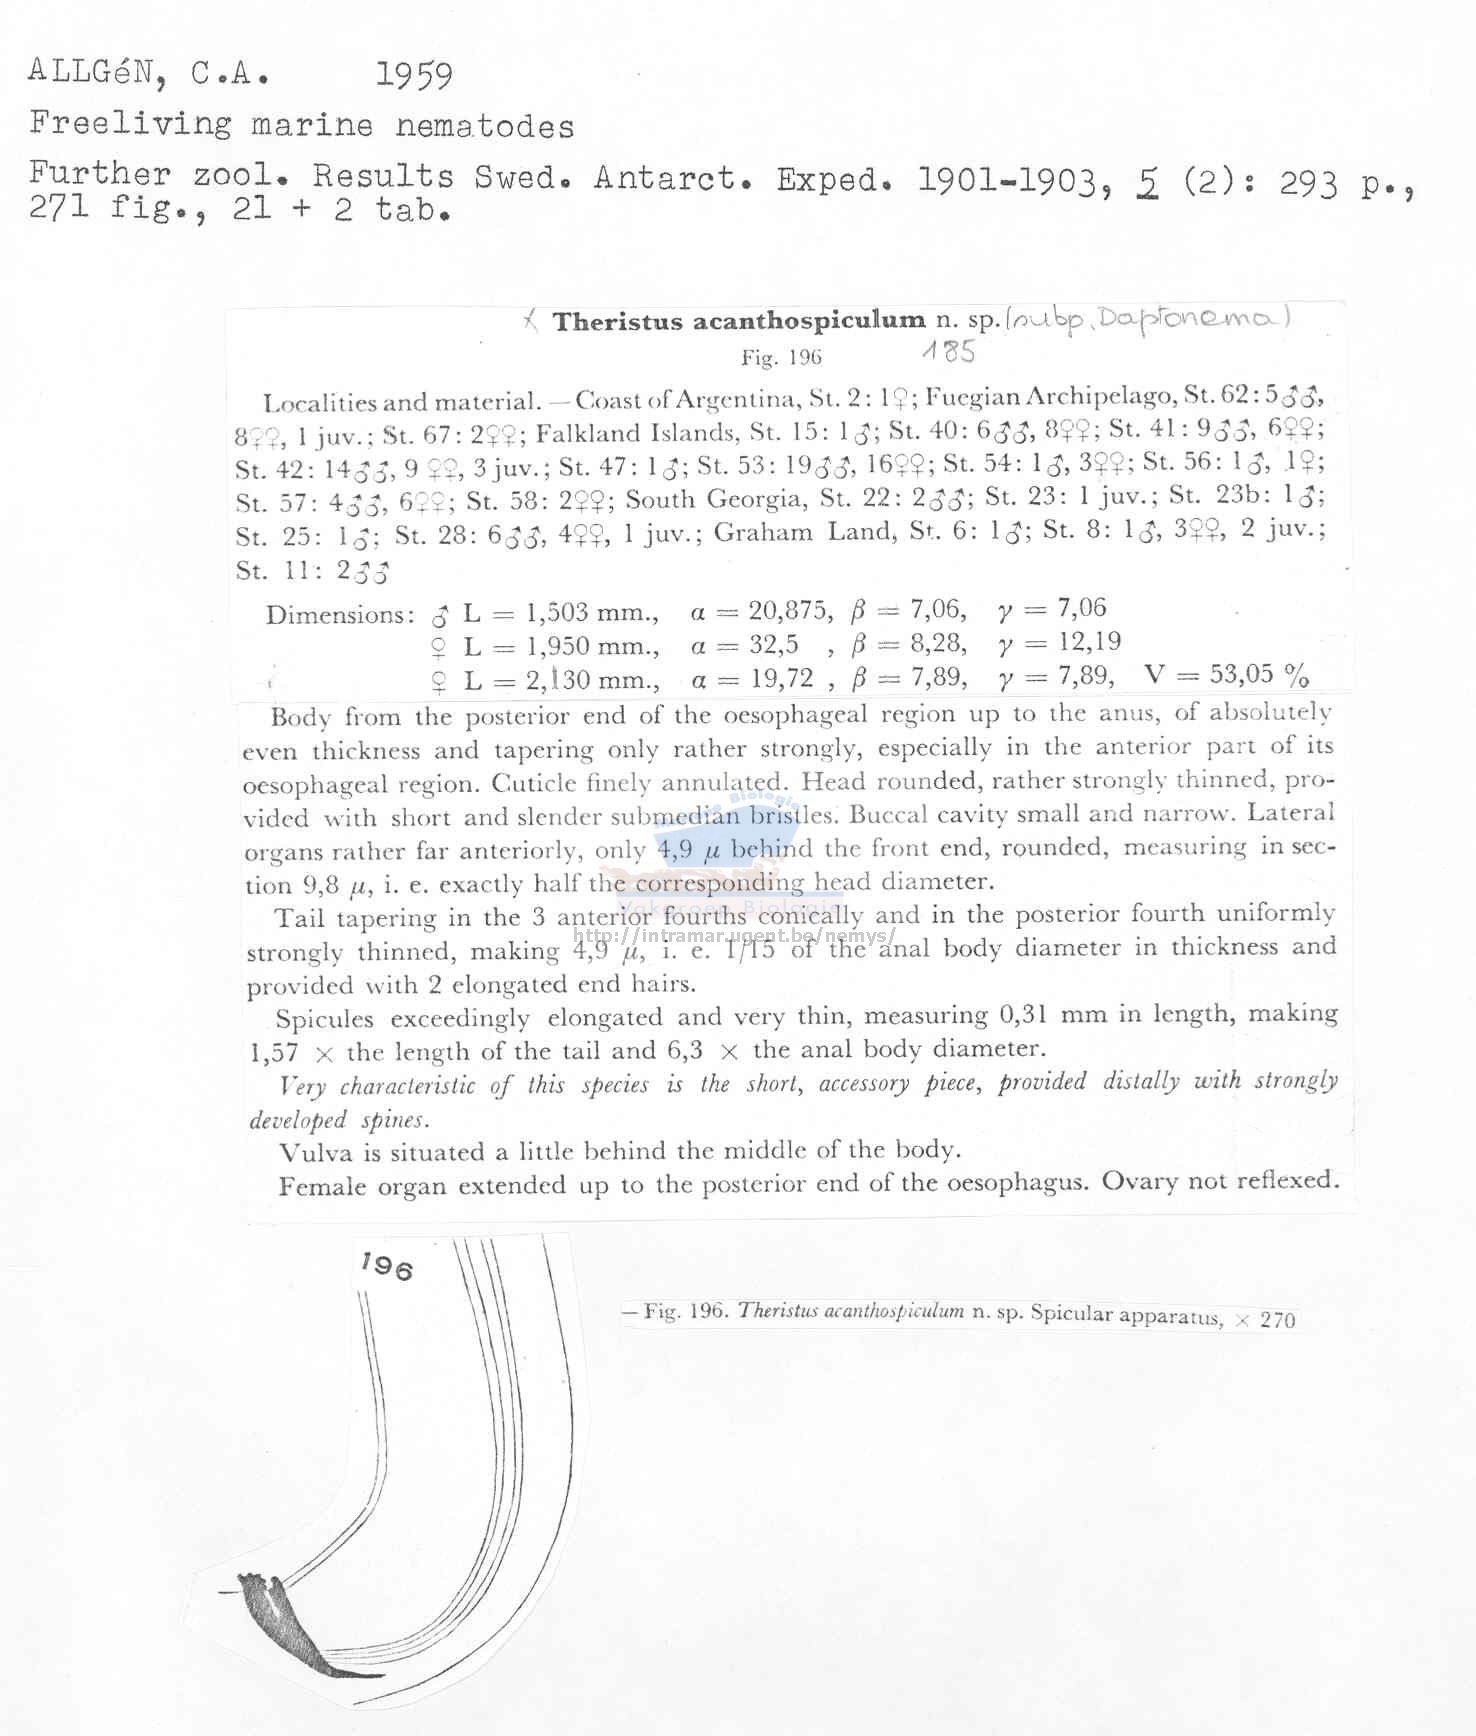 ALLGéN, C.A. 1959
Freeliving marine nematodes
Further zool. Results Swed. Antarct. Exped. 1901-1903, 5 (2): 293 p.,
271 fig., 21 + 2 tab.
Theristus acanthospiculum n. sp. (subp. Daptonema)
Fig. 196 185
Localities and material. — Coast of Argentina, St. 2: 1♀; Fuegian Archipelago, St. 62: 5♂♂,
8♀♀, 1 juv.; St. 67: 2♀♀; Falkland Islands, St. 15: 1♂; St. 40: 6♂♂, 8♀♀; St. 41: 9♂♂, 6♀♀;
St. 42: 14♂♂, 9 ♀♀, 3 juv.; St. 47: 1♂; St. 53: 19♂♂, 16♀♀; St. 54: 1♂, 3♀♀; St. 56: 1♂, 1♀;
St. 57: 4♂♂, 6♀♀; St. 58: 2♀♀; South Georgia, St. 22: 2♂♂; St. 23: 1 juv.; St. 23b: 1♂;
St. 25: 1♂; St. 28: 6♂♂, 4♀♀, 1 juv.; Graham Land, St. 6: 1♂; St. 8: 1♂, 3♀♀, 2 juv.;
St. 11: 2♂♂
Dimensions: ♂ L = 1,503 mm., α = 20,875, β = 7,06, γ = 7,06
♀ L = 1,950 mm., α = 32,5 , β = 8,28, γ = 12,19
♀ L = 2,130 mm., α = 19,72 , β = 7,89, γ = 7,89, V = 53,05 %
Body from the posterior end of the oesophageal region up to the anus, of absolutely
even thickness and tapering only rather strongly, especially in the anterior part of its
oesophageal region. Cuticle finely annulated. Head rounded, rather strongly thinned, pro-
vided with short and slender submedian bristles. Buccal cavity small and narrow. Lateral
organs rather far anteriorly, only 4,9 μ behind the front end, rounded, measuring in sec-
tion 9,8 μ, i. e. exactly half the corresponding head diameter.
Tail tapering in the 3 anterior fourths conically and in the posterior fourth uniformly
http://intramar.ugent.be/nemys/
strongly thinned, making 4,9 μ, i. e. 1/15 of the anal body diameter in thickness and
provided with 2 elongated end hairs.
Spicules exceedingly elongated and very thin, measuring 0,31 mm in length, making
1,57 × the length of the tail and 6,3 × the anal body diameter.
Very characteristic of this species is the short, accessory piece, provided distally with strongly
developed spines.
Vulva is situated a little behind the middle of the body.
Female organ extended up to the posterior end of the oesophagus. Ovary not reflexed.
196
— Fig. 196. Theristus acanthospiculum n. sp. Spicular apparatus, × 270